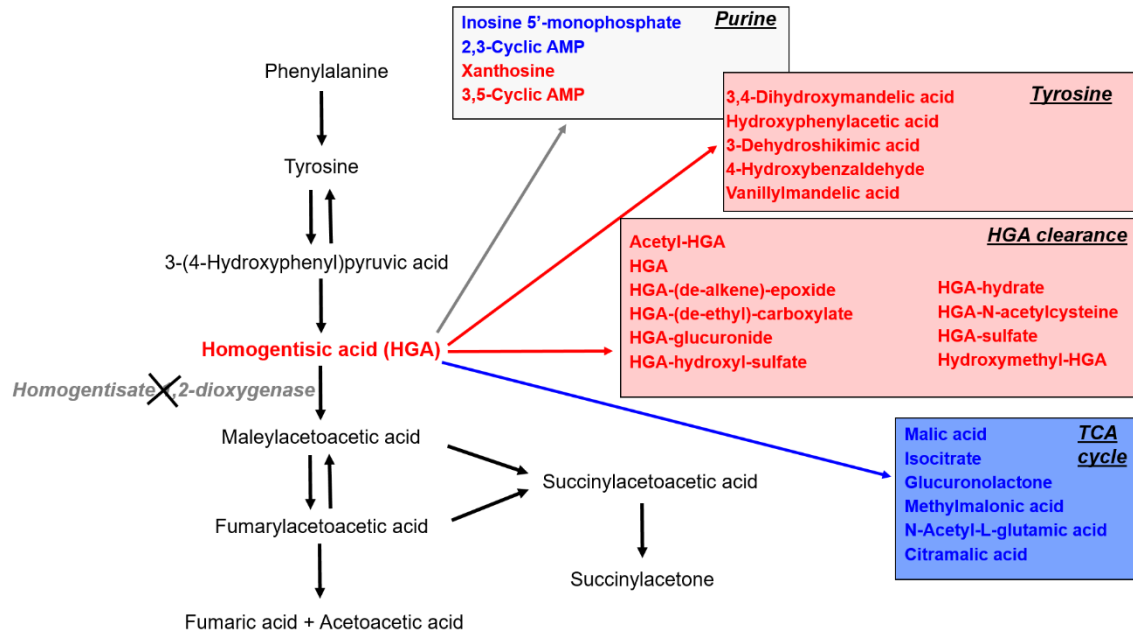 Phenylalanine
Tyrosine
3-(4-Hydroxyphenyl)pyruvic acid
Homogentisic acid (HGA)
Homogentisate 1,2-dioxygenase
Maleylacetoacetic acid
Fumarylacetoacetic acid
Fumaric acid + Acetoacetic acid
Succinylacetoacetic acid
Succinylacetone
Purine
Inosine 5’-monophosphate
2,3-Cyclic AMP
Xanthosine
3,5-Cyclic AMP
Tyrosine
3,4-Dihydroxymandelic acid
Hydroxyphenylacetic acid
3-Dehydroshikimic acid
4-Hydroxybenzaldehyde
Vanillylmandelic acid
HGA clearance
Acetyl-HGA
HGA
HGA-(de-alkene)-epoxide
HGA-(de-ethyl)-carboxylate
HGA-glucuronide
HGA-hydroxyl-sulfate
HGA-hydrate
HGA-N-acetylcysteine
HGA-sulfate
Hydroxymethyl-HGA
TCA
cycle
Malic acid
Isocitrate
Glucuronolactone
Methylmalonic acid
N-Acetyl-L-glutamic acid
Citramalic acid